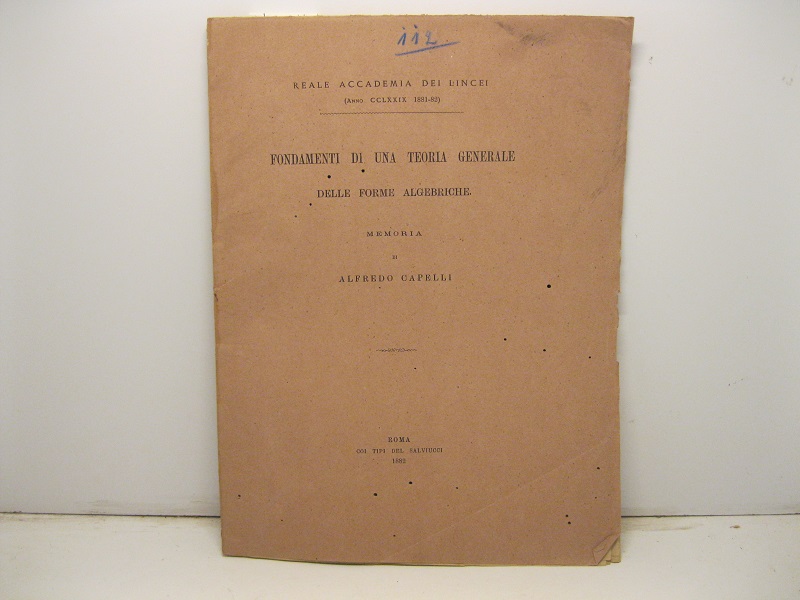 112
REALE ACCADEMIA DEI LINCEI
(ANNO CCLXXIX 1881-82)
FONDAMENTI DI UNA TEORIA GENERALE
DELLE FORME ALGEBRICHE.
MEMORIA
DI
ALFREDO CAPELLI
ROMA
COI TIPI DEL SALVIUCCI
1882